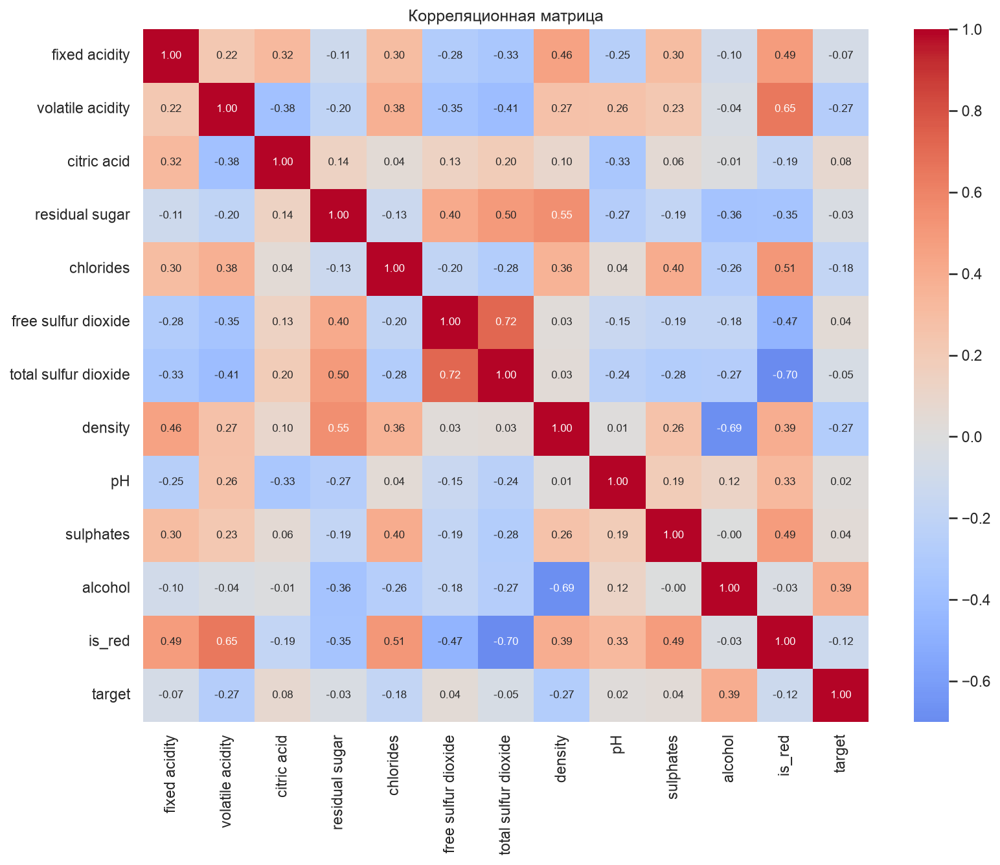 Корреляционная матрица
fixed acidity 1.00 0.22 0.32 -0.11 0.30 -0.28 -0.33 0.46 -0.25 0.30 -0.10 0.49 -0.07
volatile acidity 0.22 1.00 -0.38 -0.20 0.38 -0.35 -0.41 0.27 0.26 0.23 -0.04 0.65 -0.27
citric acid 0.32 -0.38 1.00 0.14 0.04 0.13 0.20 0.10 -0.33 0.06 -0.01 -0.19 0.08
residual sugar -0.11 -0.20 0.14 1.00 -0.13 0.40 0.50 0.55 -0.27 -0.19 -0.36 -0.35 -0.03
chlorides 0.30 0.38 0.04 -0.13 1.00 -0.20 -0.28 0.36 0.04 0.40 -0.26 0.51 -0.18
free sulfur dioxide -0.28 -0.35 0.13 0.40 -0.20 1.00 0.72 0.03 -0.15 -0.19 -0.18 -0.47 0.04
total sulfur dioxide -0.33 -0.41 0.20 0.50 -0.28 0.72 1.00 0.03 -0.24 -0.28 -0.27 -0.70 -0.05
density 0.46 0.27 0.10 0.55 0.36 0.03 0.03 1.00 0.01 0.26 -0.69 0.39 -0.27
pH -0.25 0.26 -0.33 -0.27 0.04 -0.15 -0.24 0.01 1.00 0.19 0.12 0.33 0.02
sulphates 0.30 0.23 0.06 -0.19 0.40 -0.19 -0.28 0.26 0.19 1.00 -0.00 0.49 0.04
alcohol -0.10 -0.04 -0.01 -0.36 -0.26 -0.18 -0.27 -0.69 0.12 -0.00 1.00 -0.03 0.39
is_red 0.49 0.65 -0.19 -0.35 0.51 -0.47 -0.70 0.39 0.33 0.49 -0.03 1.00 -0.12
target -0.07 -0.27 0.08 -0.03 -0.18 0.04 -0.05 -0.27 0.02 0.04 0.39 -0.12 1.00
fixed acidity
volatile acidity
citric acid
residual sugar
chlorides
free sulfur dioxide
total sulfur dioxide
density
pH
sulphates
alcohol
is_red
target
1.0
0.8
0.6
0.4
0.2
0.0
−0.2
−0.4
−0.6